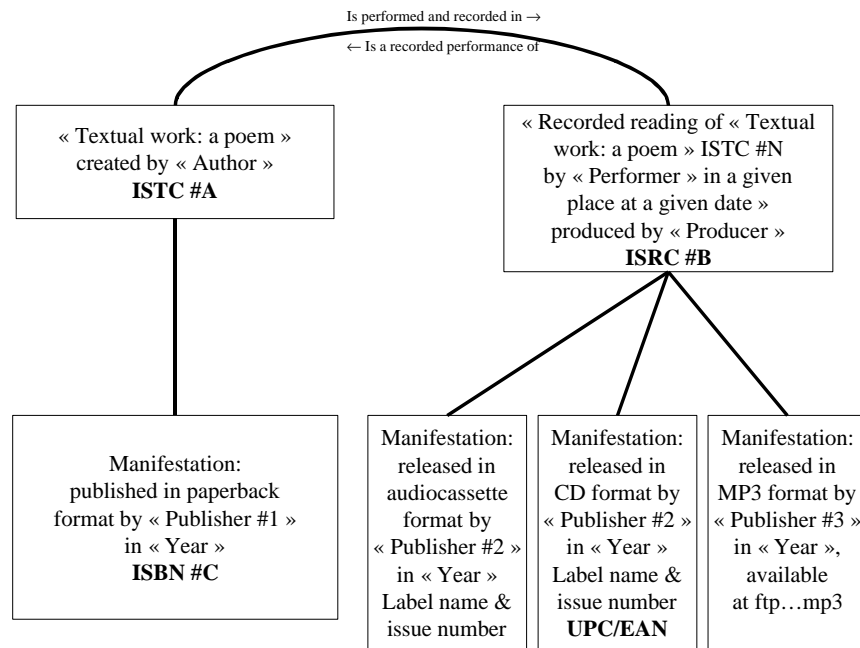 Is performed and recorded in →
← Is a recorded performance of
« Textual work: a poem »
created by « Author »
ISTC #A
« Recorded reading of « Textual
work: a poem » ISTC #N
by « Performer » in a given
place at a given date »
produced by « Producer »
ISRC #B
Manifestation:
published in paperback
format by « Publisher #1 »
in « Year »
ISBN #C
Manifestation:
released in
audiocassette
format by
« Publisher #2 »
in « Year »
Label name &
issue number
Manifestation:
released in
CD format by
« Publisher #2 »
in « Year »
Label name &
issue number
UPC/EAN
Manifestation:
released in
MP3 format by
« Publisher #3 »
in « Year »,
available
at ftp…mp3